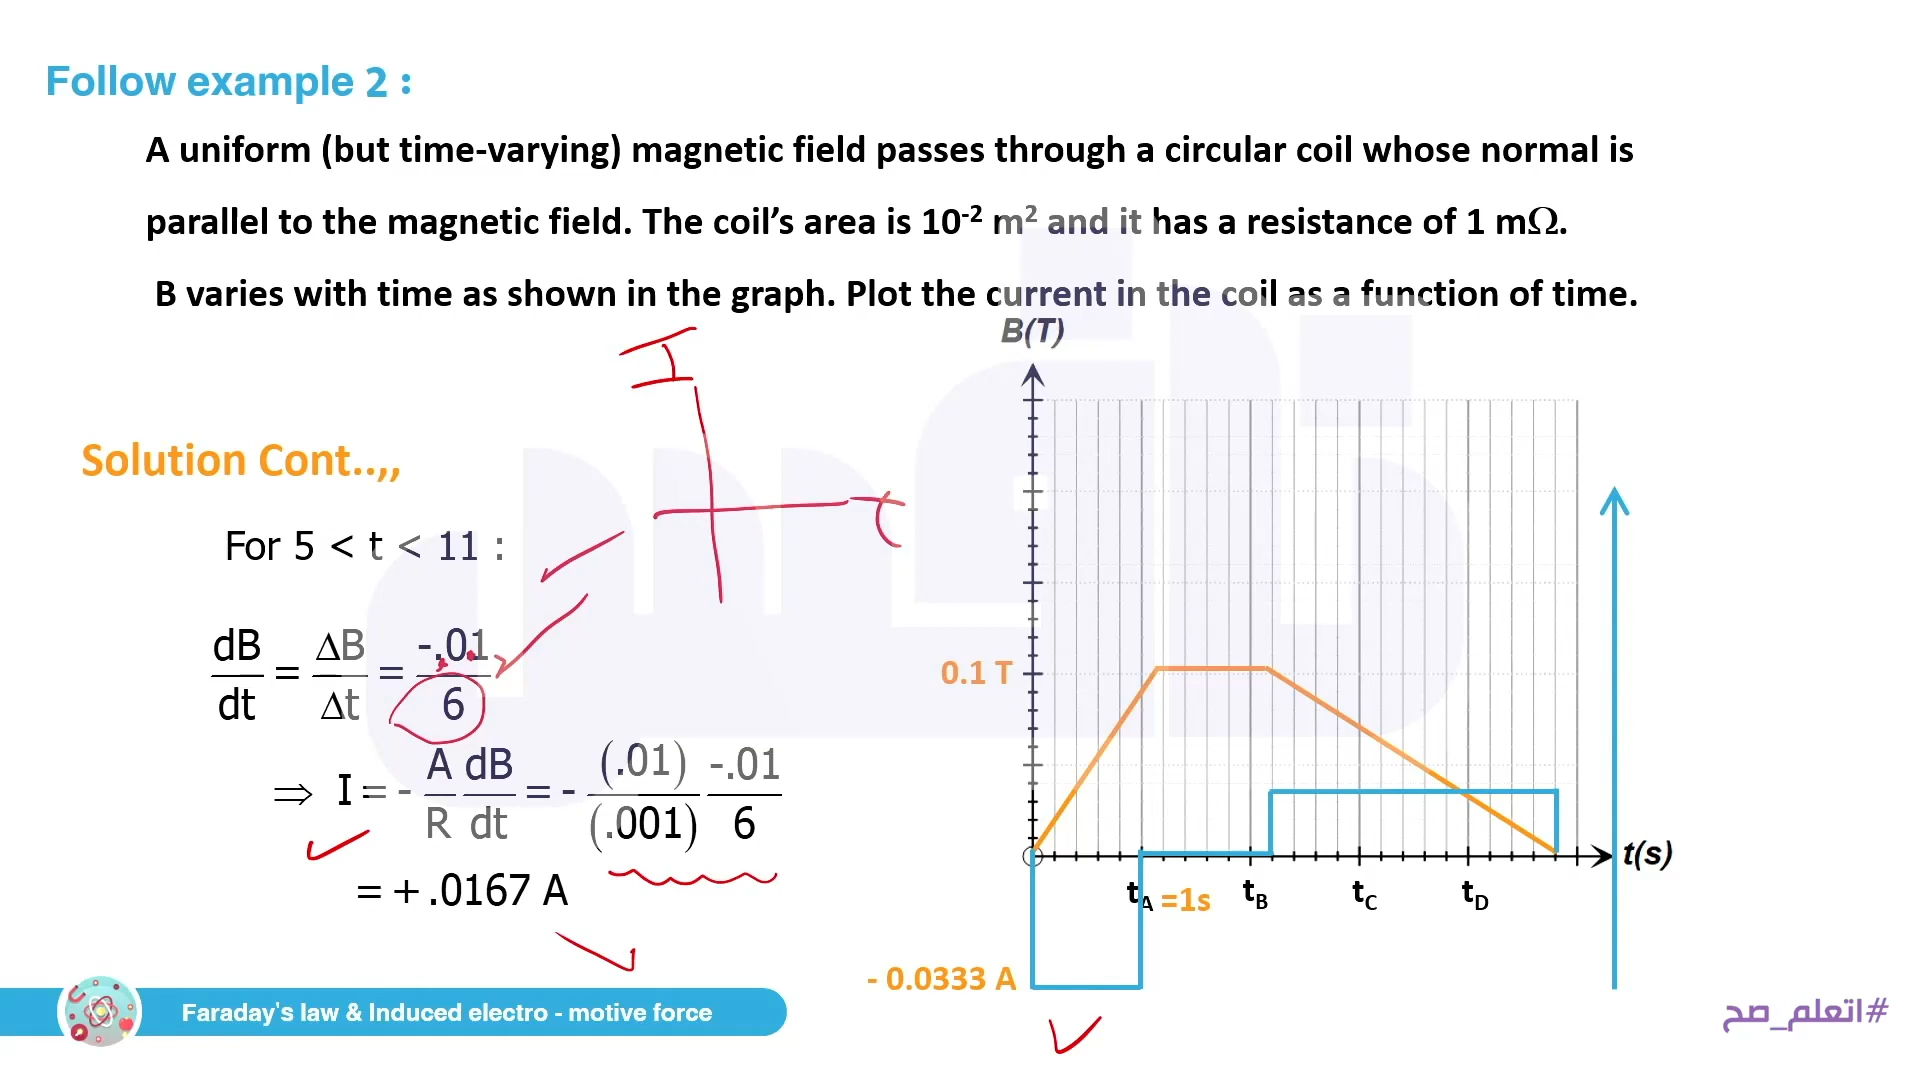 Follow example 2 :
A uniform (but time-varying) magnetic field passes through a circular coil whose normal is
parallel to the magnetic field. The coil’s area is 10⁻² m² and it has a resistance of 1 mΩ.
B varies with time as shown in the graph. Plot the current in the coil as a function of time.
Solution Cont..,,
For 5 < t < 11 :
dB/dt = ΔB/Δt = -.01/6
⇒ I = - A/R dB/dt = - (.01)/(.001) -.01/6
= + .0167 A
I
t
B(T)
0.1 T
t(s)
tA =1s tB tC tD
- 0.0333 A
Faraday's law & Induced electro - motive force
#اتعلم_صح